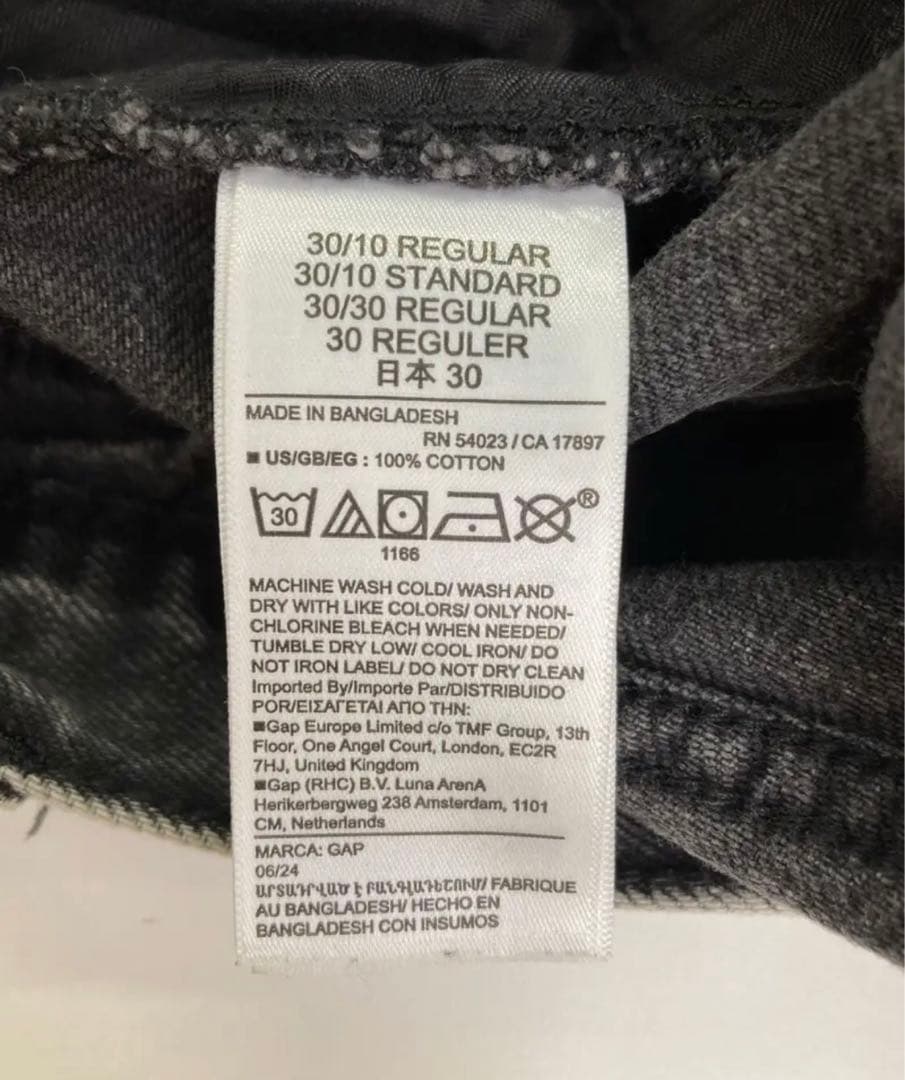 30/10 REGULAR
30/10 STANDARD
30/30 REGULAR
30 REGULER
日本 30
MADE IN BANGLADESH
RN 54023 / CA 17897
■ US/GB/EG : 100% COTTON
30
®
1166
MACHINE WASH COLD/ WASH AND
DRY WITH LIKE COLORS/ ONLY NON-
CHLORINE BLEACH WHEN NEEDED/
TUMBLE DRY LOW/ COOL IRON/ DO
NOT IRON LABEL/ DO NOT DRY CLEAN
Imported By/Importe Par/DISTRIBUIDO
POR/ΕΙΣΑΓΕΤΑΙ ΑΠΟ ΤΗΝ:
■Gap Europe Limited c/o TMF Group, 13th
Floor, One Angel Court, London, EC2R
7HJ, United Kingdom
■Gap (RHC) B.V. Luna ArenA
Herikerbergweg 238 Amsterdam, 1101
CM, Netherlands
MARCA: GAP
06/24
ԱՐՏԱԴՐՎԱԾ Է ԲԱՆԳԼԱԴԵՇՈՒՄ/ FABRIQUE
AU BANGLADESH/ HECHO EN
BANGLADESH CON INSUMOS